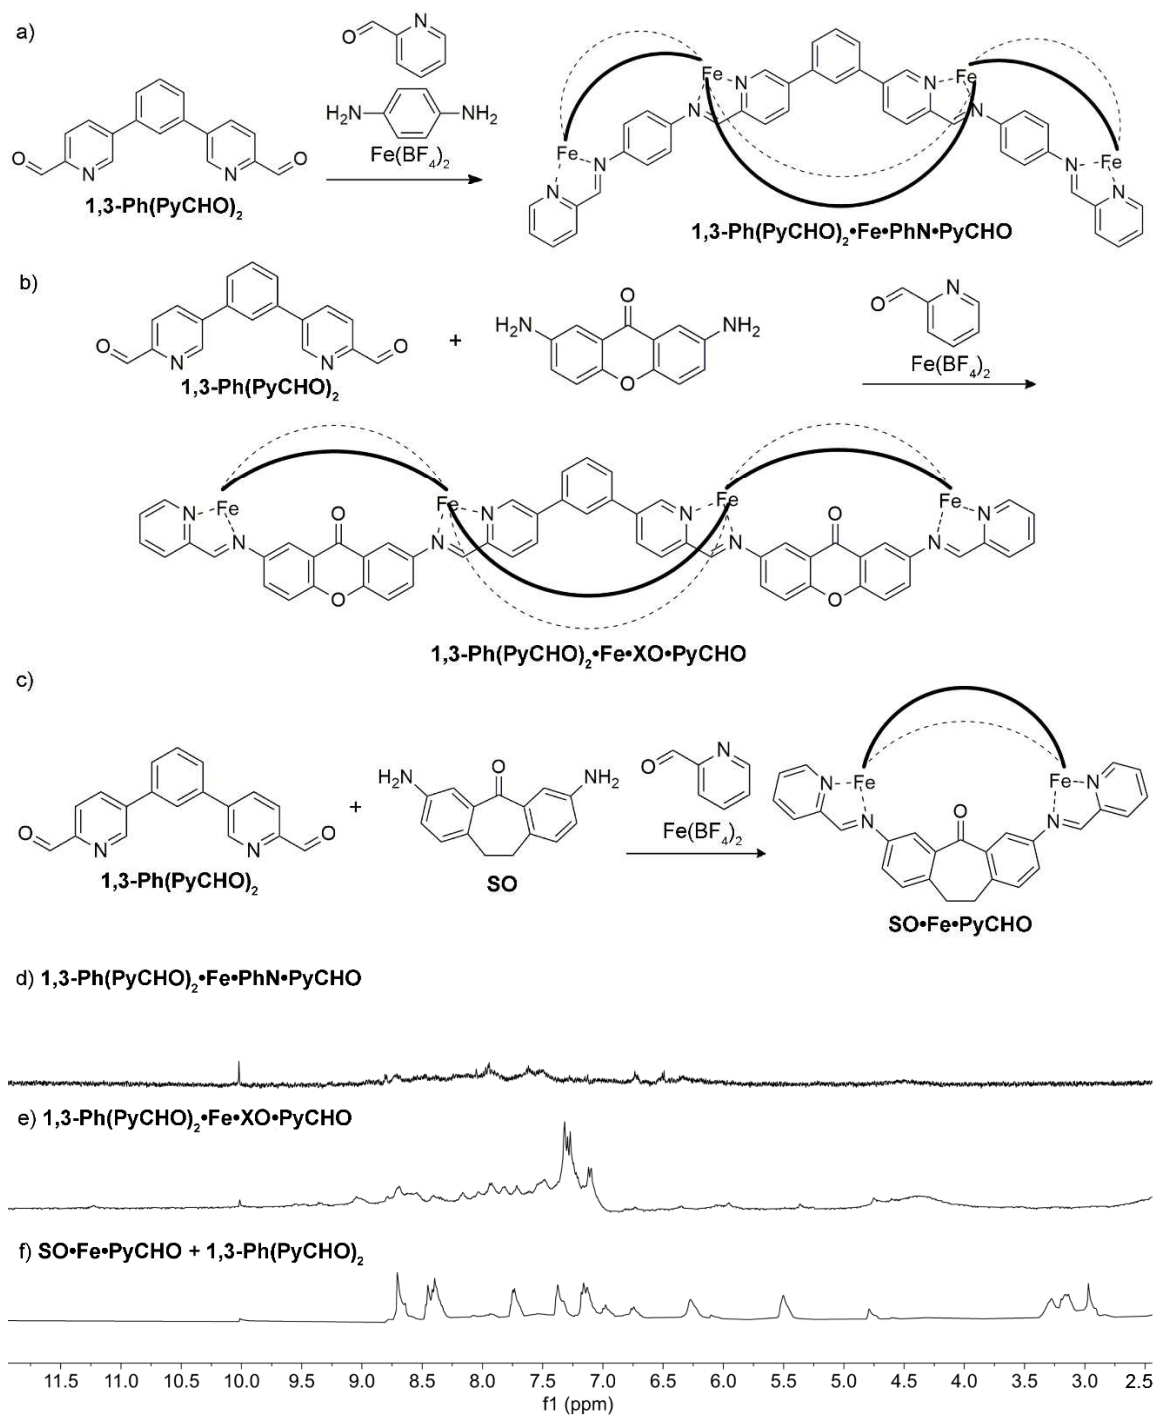 a)
O
N
H₂N
NH₂
Fe(BF₄)₂
O
N
N
O
1,3-Ph(PyCHO)₂
Fe
N
N
Fe
N
N
Fe
N
N
Fe
N
N
1,3-Ph(PyCHO)₂•Fe•PhN•PyCHO
b)
O
N
N
O
1,3-Ph(PyCHO)₂
+
H₂N
O
NH₂
O
O
N
Fe(BF₄)₂
Fe
N
N
O
O
Fe
N
N
N
Fe
N
O
O
Fe
N
N
1,3-Ph(PyCHO)₂•Fe•XO•PyCHO
c)
O
N
N
O
1,3-Ph(PyCHO)₂
+
H₂N
O
NH₂
SO
O
N
Fe(BF₄)₂
Fe
N
N
O
Fe
N
N
SO•Fe•PyCHO
d) 1,3-Ph(PyCHO)₂•Fe•PhN•PyCHO
e) 1,3-Ph(PyCHO)₂•Fe•XO•PyCHO
f) SO•Fe•PyCHO + 1,3-Ph(PyCHO)₂
11.5 11.0 10.5 10.0 9.5 9.0 8.5 8.0 7.5 7.0 6.5 6.0 5.5 5.0 4.5 4.0 3.5 3.0 2.5
f1 (ppm)